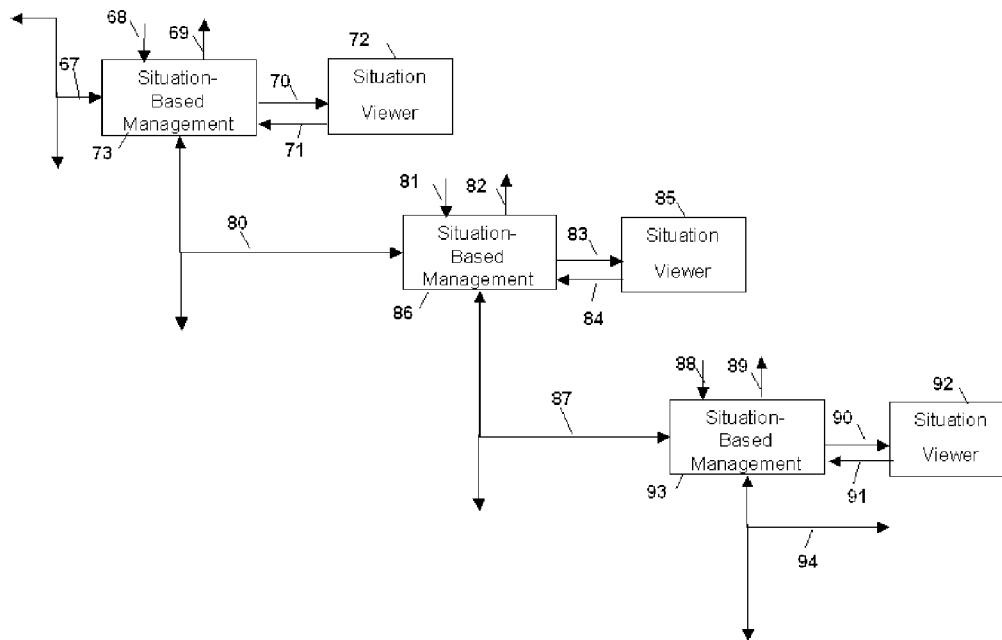 68
69
72
67
Situation-
Based
Management
70
Situation
Viewer
73
71
81
82
85
80
Situation-
Based
Management
83
Situation
Viewer
86
84
88
89
92
87
Situation-
Based
Management
90
Situation
Viewer
93
91
94